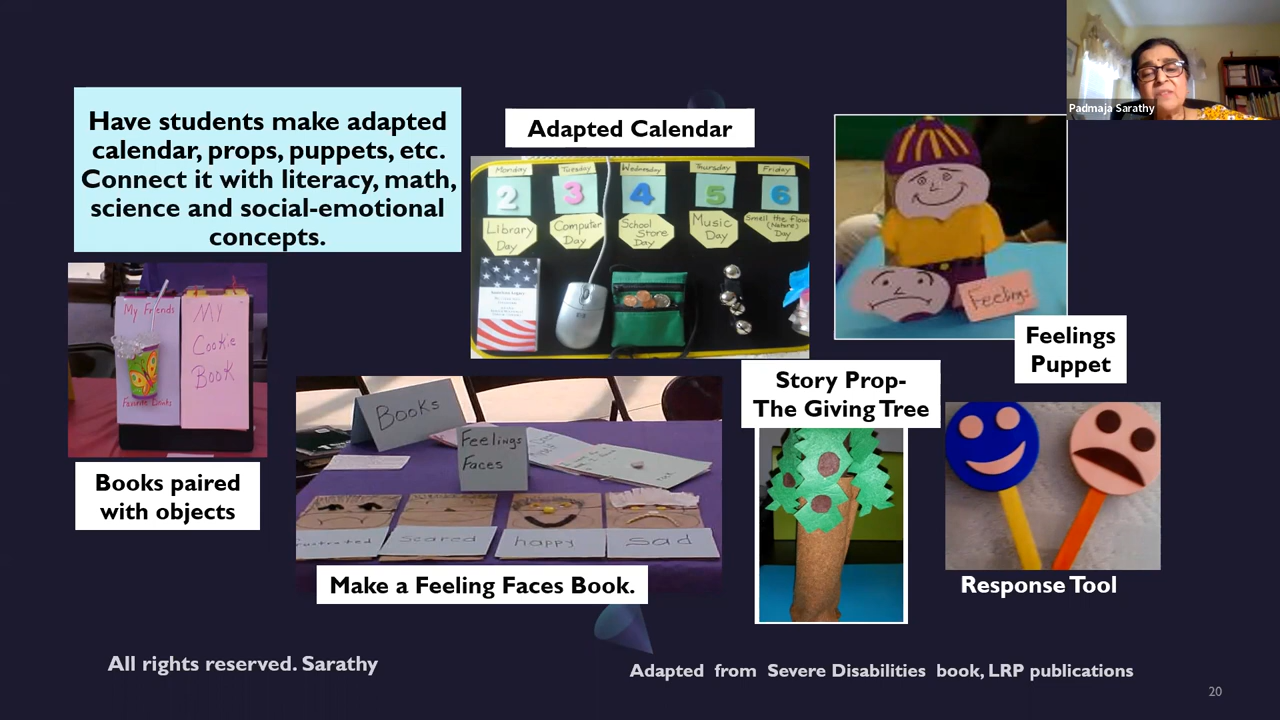 Padmaja Sarathy
Have students make adapted
calendar, props, puppets, etc.
Connect it with literacy, math,
science and social-emotional
concepts.
Adapted Calendar
Monday
Tuesday
Wednesday
Thursday
Friday
2
3
4
5
6
Library
Day
Computer
Day
School
Store
Day
Music
Day
Smell the flow
(Nature)
Day
Feelings
Feelings
Puppet
My Friends
My
Cookie
Book
Books paired
with objects
Books
Feelings
Faces
scared
happy
sad
Make a Feeling Faces Book.
Story Prop-
The Giving Tree
Response Tool
All rights reserved. Sarathy
Adapted from Severe Disabilities book, LRP publications
20